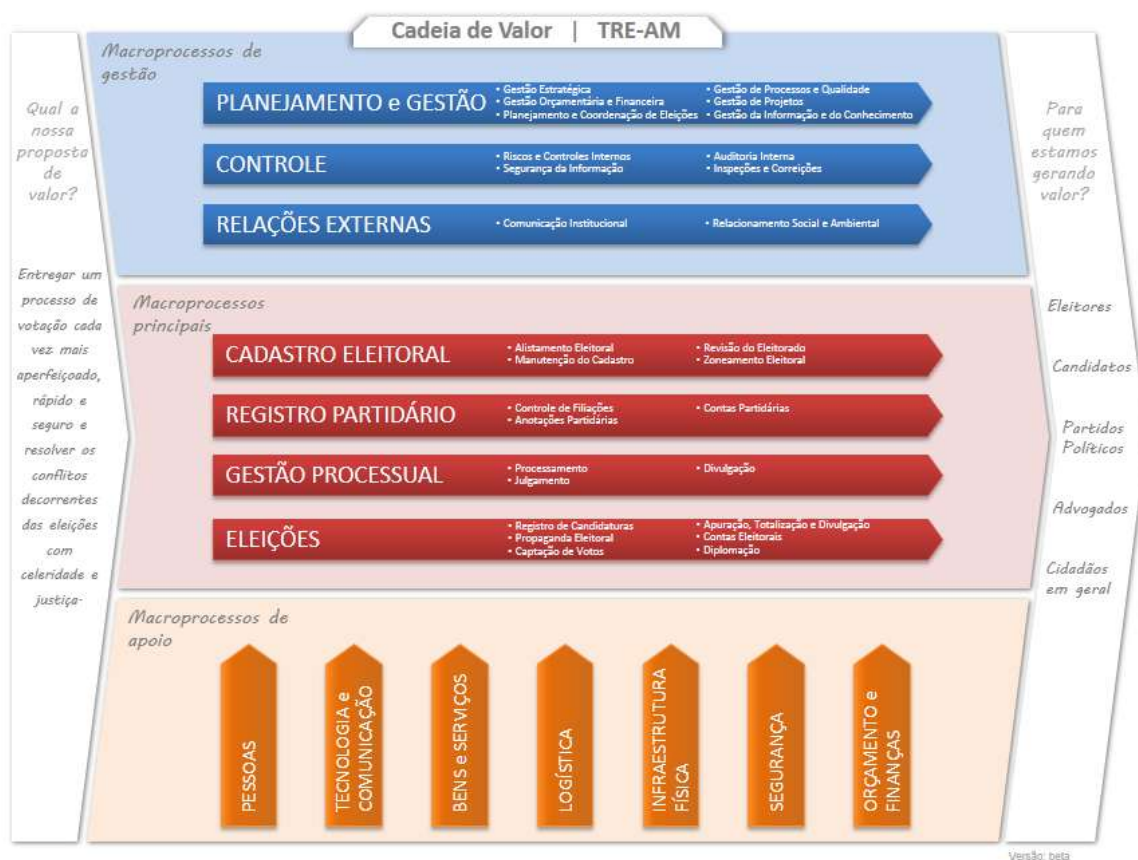 Cadeia de Valor | TRE-AM
Qual a
nossa
proposta
de
valor?
Entregar um
processo de
votação cada
vez mais
aperfeiçoado,
rápido e
seguro e
resolver os
conflitos
decorrentes
das eleições
com
celeridade e
justiça.
Macroprocessos de
gestão
PLANEJAMENTO e GESTÃO
• Gestão Estratégica
• Gestão Orçamentária e Financeira
• Planejamento e Coordenação de Eleições
• Gestão de Processos e Qualidade
• Gestão de Projetos
• Gestão da Informação e do Conhecimento
CONTROLE
• Riscos e Controles Internos
• Segurança da Informação
• Auditoria Interna
• Inspeções e Correições
RELAÇÕES EXTERNAS
• Comunicação Institucional
• Relacionamento Social e Ambiental
Macroprocessos
principais
CADASTRO ELEITORAL
• Alistamento Eleitoral
• Manutenção do Cadastro
• Revisão do Eleitorado
• Zoneamento Eleitoral
REGISTRO PARTIDÁRIO
• Controle de Filiações
• Anotações Partidárias
• Contas Partidárias
GESTÃO PROCESSUAL
• Processamento
• Julgamento
• Divulgação
ELEIÇÕES
• Registro de Candidaturas
• Propaganda Eleitoral
• Captação de Votos
• Apuração, Totalização e Divulgação
• Contas Eleitorais
• Diplomação
Macroprocessos de
apoio
PESSOAS
TECNOLOGIA e
COMUNICAÇÃO
BENS e SERVIÇOS
LOGÍSTICA
INFRAESTRUTURA
FÍSICA
SEGURANÇA
ORÇAMENTO e
FINANÇAS
Para
quem
estamos
gerando
valor?
Eleitores
Candidatos
Partidos
Políticos
Advogados
Cidadãos
em geral
Versão: beta